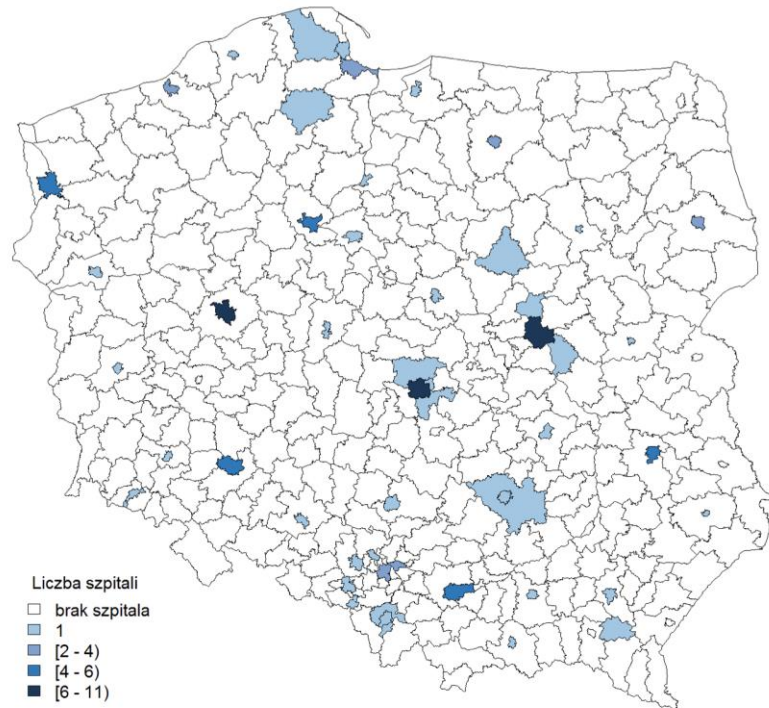 Liczba szpitali
brak szpitala
1
[2 - 4)
[4 - 6)
[6 - 11)